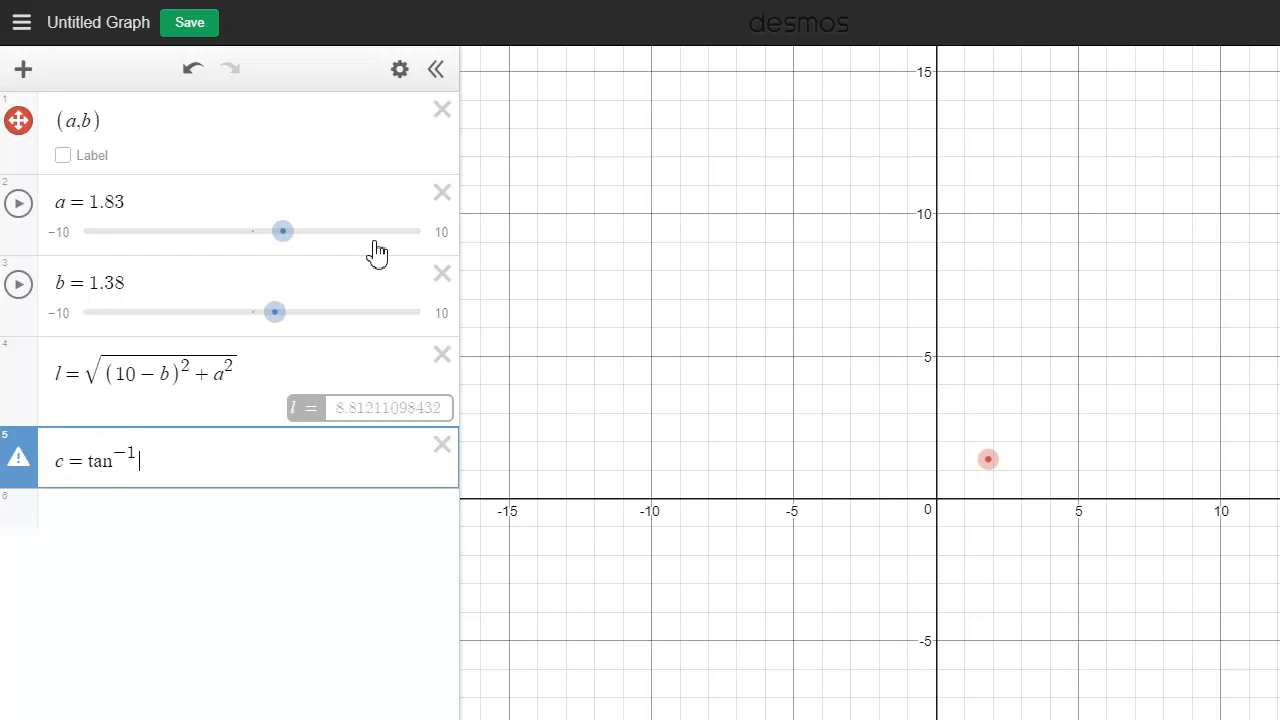 Untitled Graph
Save
desmos
1
(a,b)
Label
2
a = 1.83
−10
10
3
b = 1.38
−10
10
4
l = √(10 − b)² + a²
l = 8.81211098432
5
c = tan⁻¹
6
15
10
5
-15
-10
-5
0
5
10
-5